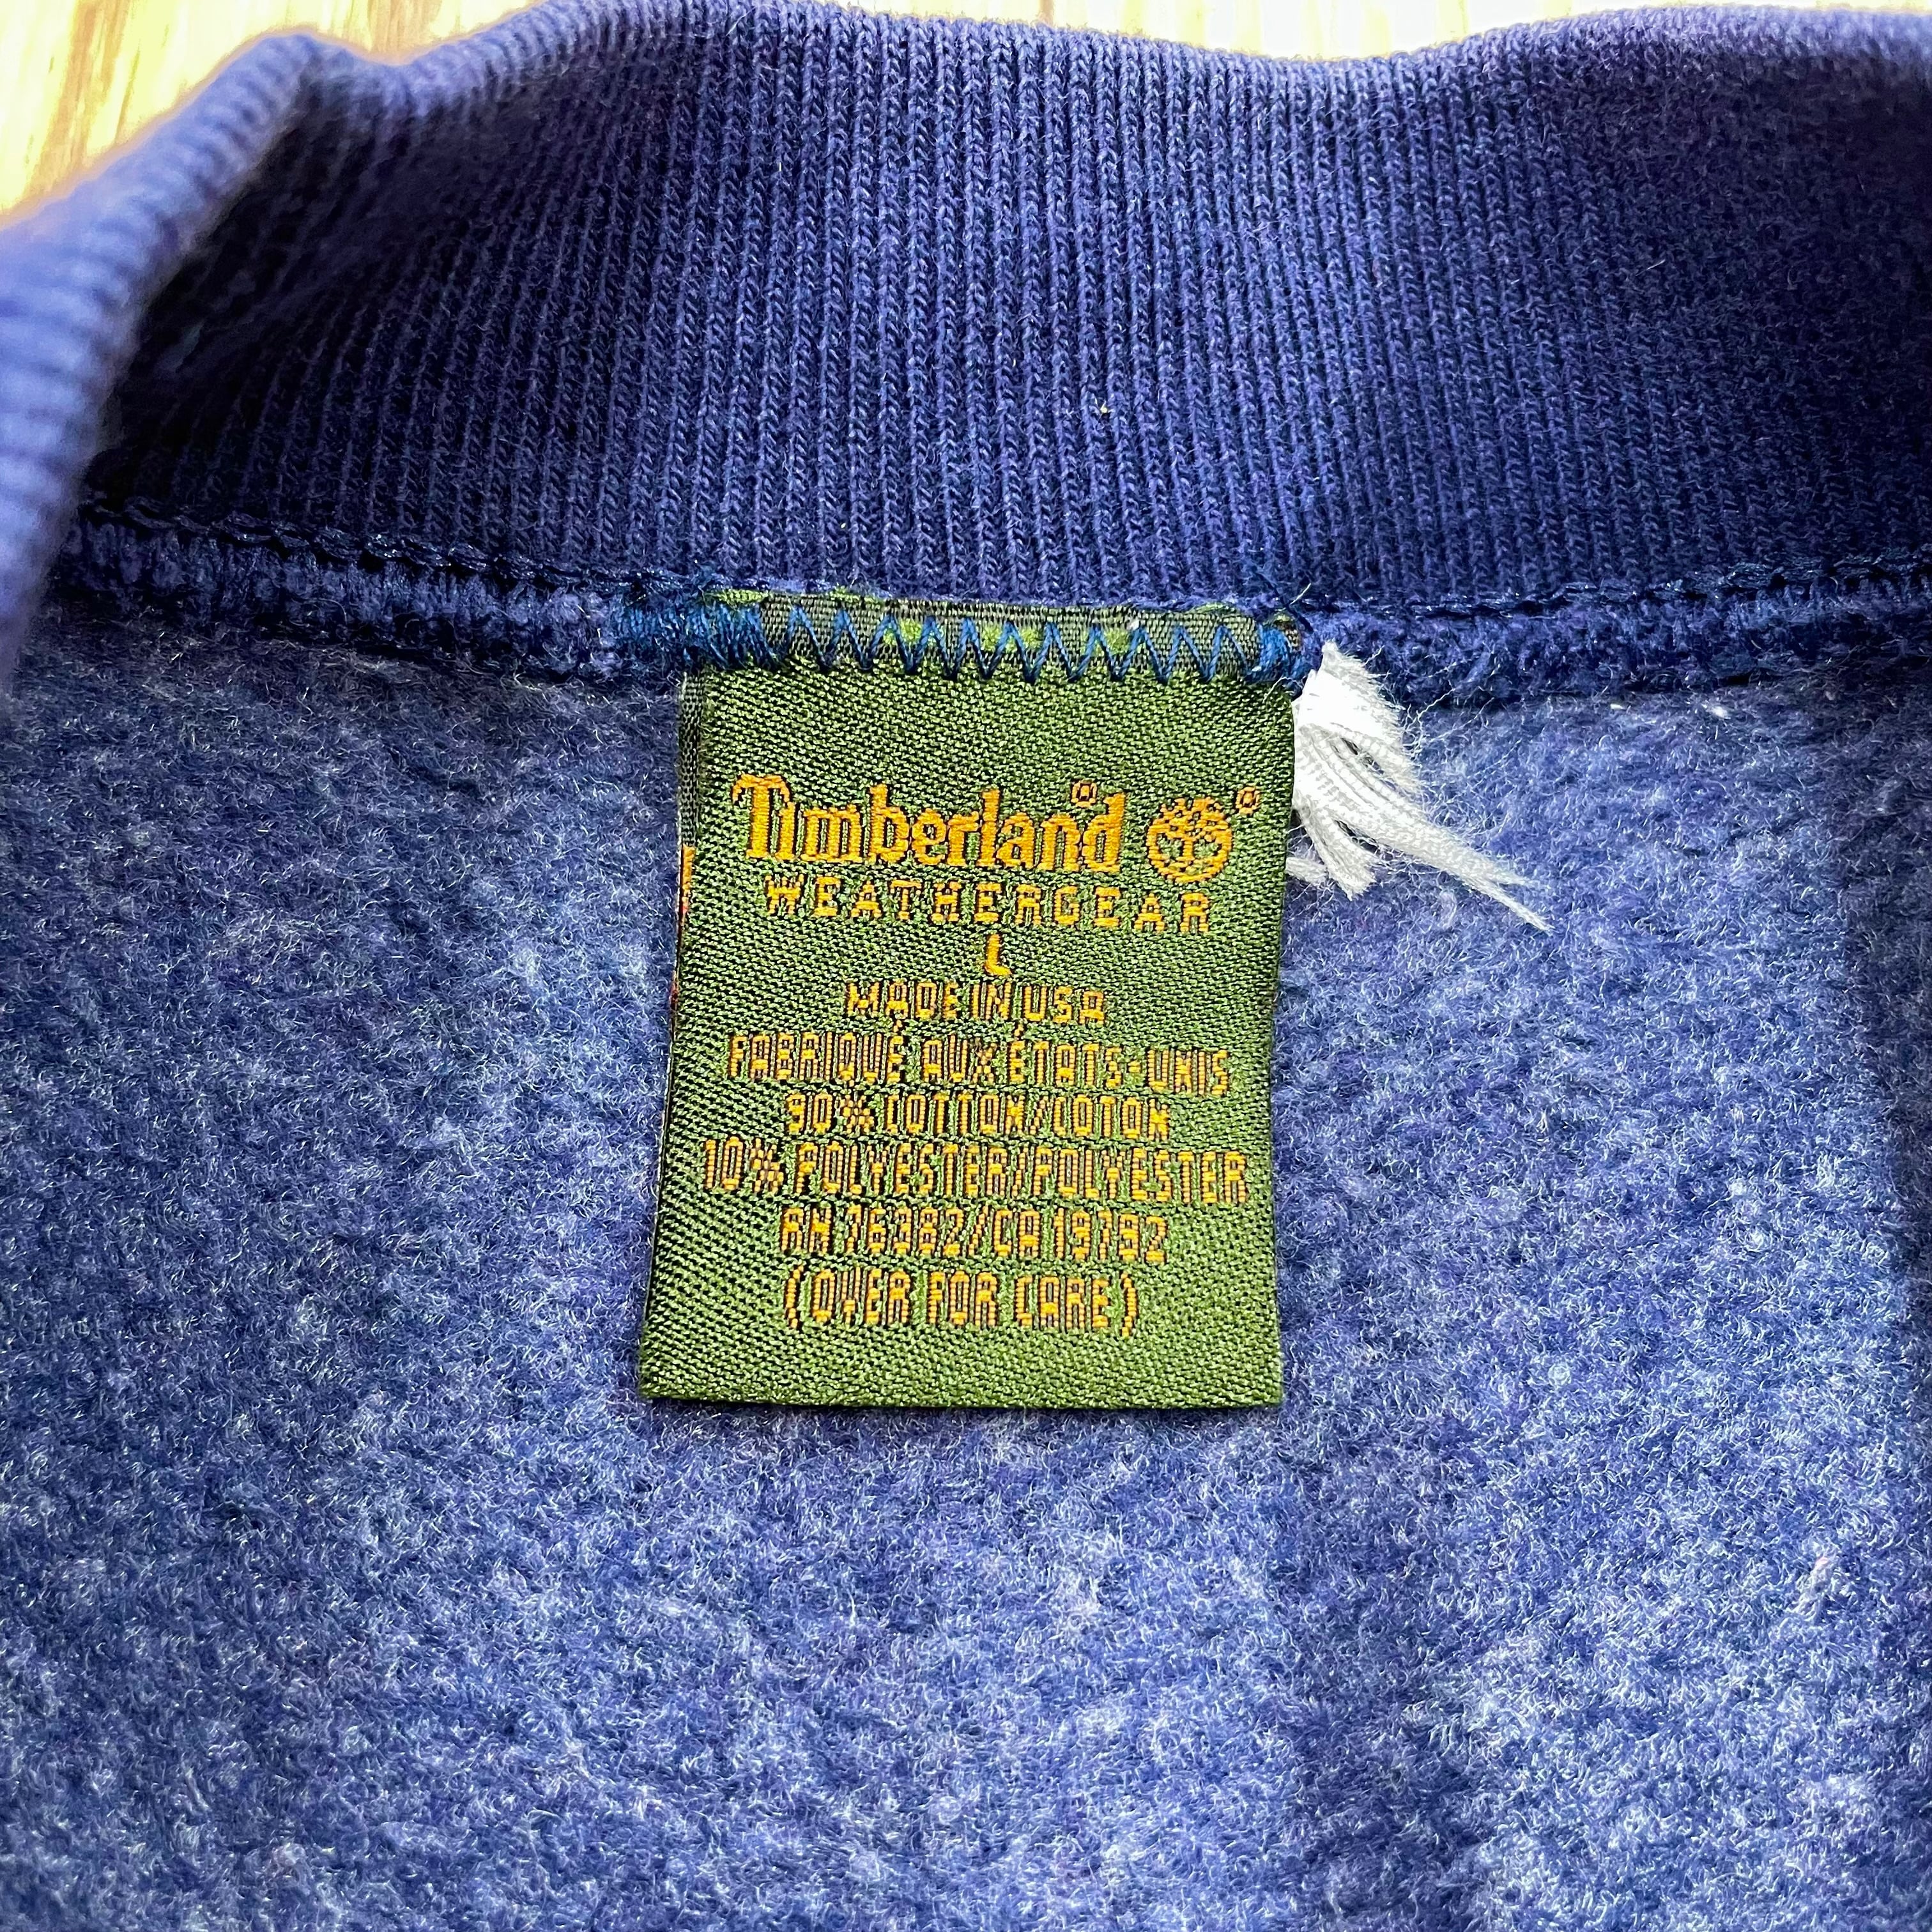 Timberland ®
WEATHERGEAR
L
MADE IN USA
FABRIQUÉ AUX ÉTATS-UNIS
90% COTTON/COTON
10% POLYESTER/POLYESTER
RN 76382/CA 19792
(OVER FOR CARE)